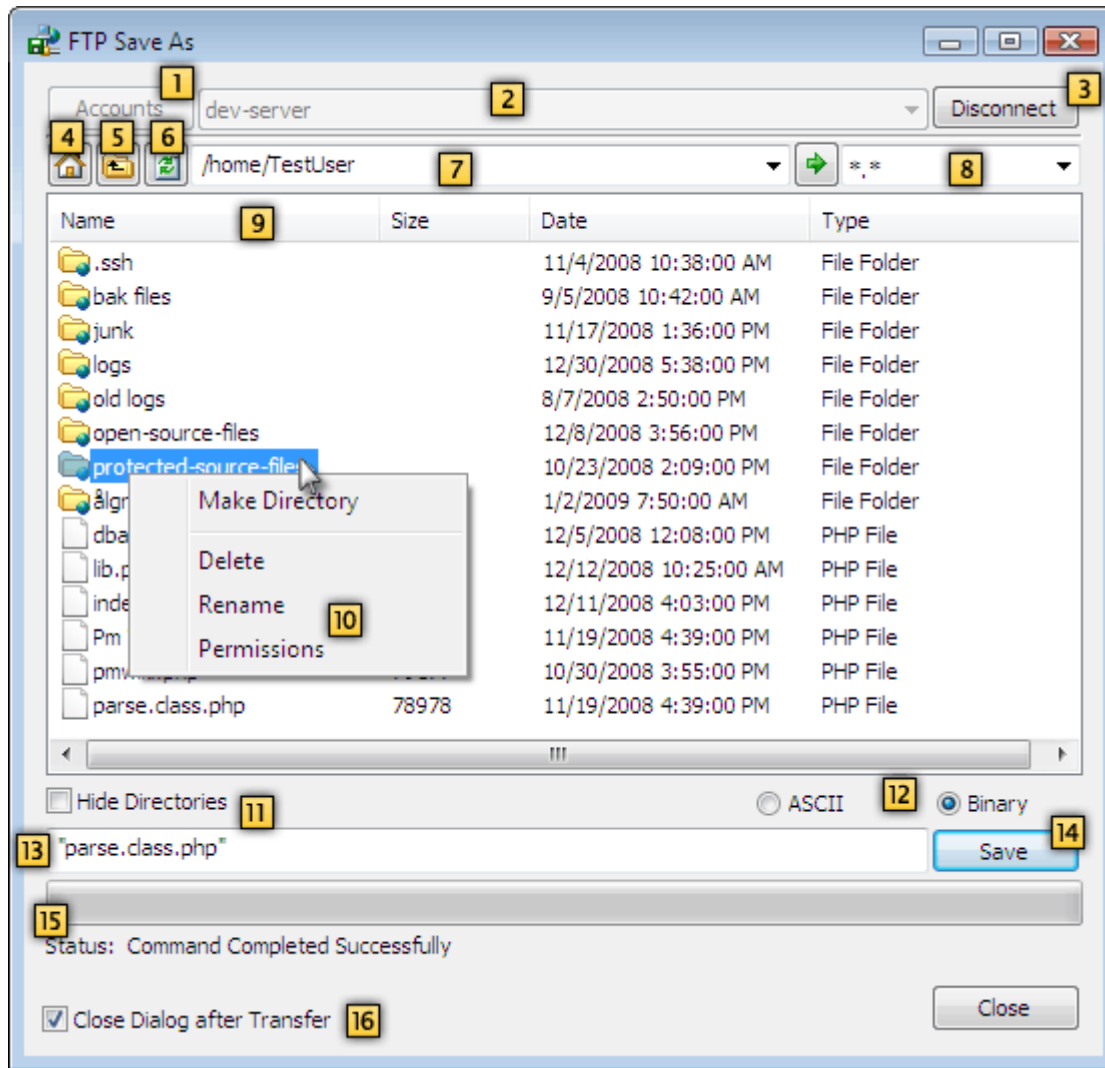 FTP Save As
1
2
3
Accounts
dev-server
Disconnect
4
5
6
/home/TestUser
7
*.*
8
Name
9
Size
Date
Type
.ssh 11/4/2008 10:38:00 AM File Folder
bak files 9/5/2008 10:42:00 AM File Folder
junk 11/17/2008 1:36:00 PM File Folder
logs 12/30/2008 5:38:00 PM File Folder
old logs 8/7/2008 2:50:00 PM File Folder
open-source-files 12/8/2008 3:56:00 PM File Folder
protected-source-files 10/23/2008 2:09:00 PM File Folder
ålgr 1/2/2009 7:50:00 AM File Folder
dba 12/5/2008 12:08:00 PM PHP File
lib.p 12/12/2008 10:25:00 AM PHP File
inde 12/11/2008 4:03:00 PM PHP File
Pm 11/19/2008 4:39:00 PM PHP File
10/30/2008 3:55:00 PM PHP File
parse.class.php 78978 11/19/2008 4:39:00 PM PHP File
Make Directory
Delete
Rename
10
Permissions
Hide Directories
11
ASCII
12
Binary
13
"parse.class.php"
14
Save
15
Status: Command Completed Successfully
Close Dialog after Transfer
16
Close